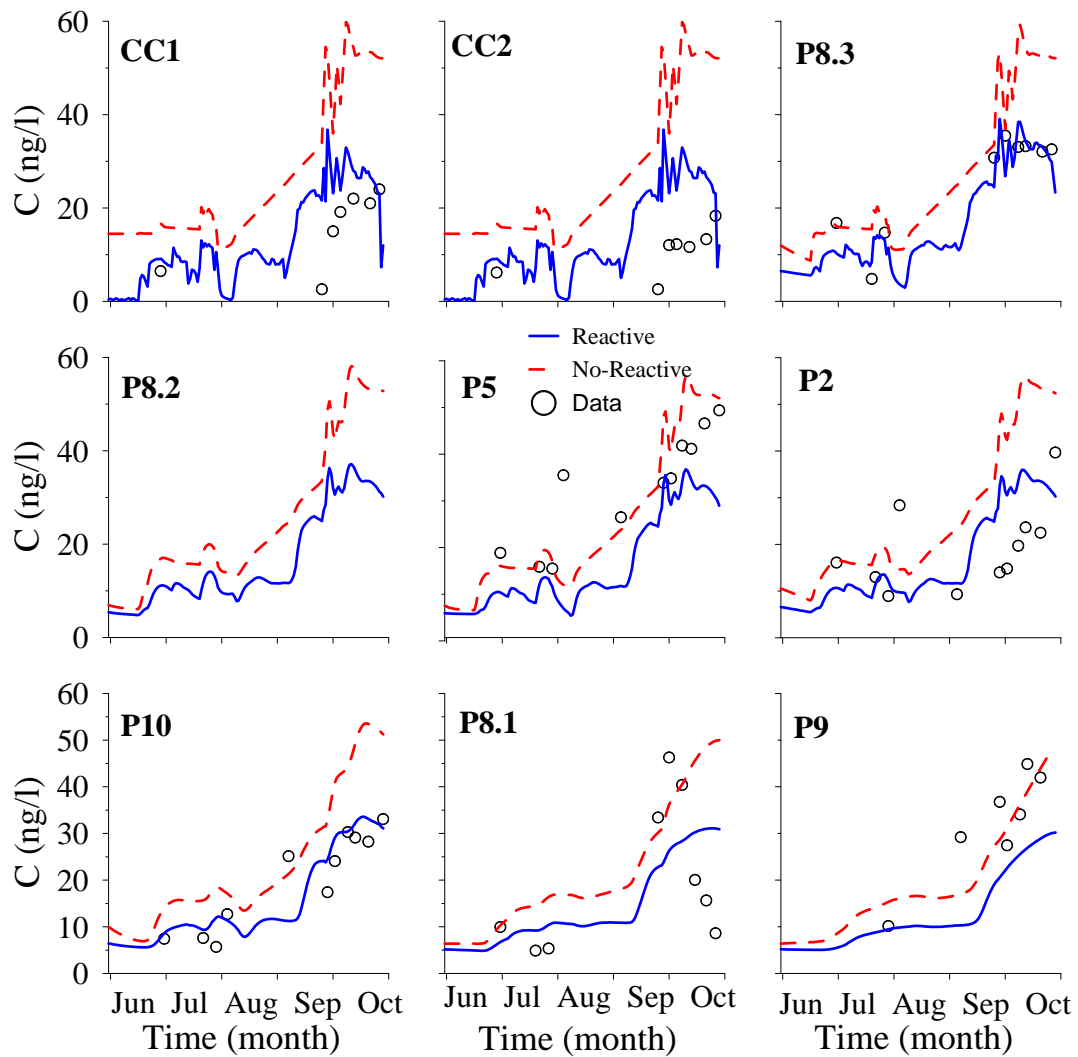 60
40
20
0
C (ng/l)
CC1
CC2
P8.3
60
40
20
0
C (ng/l)
P8.2
P5
P2
Reactive
No-Reactive
Data
60
50
40
30
20
10
0
C (ng/l)
P10
P8.1
P9
Jun Jul Aug Sep Oct
Jun Jul Aug Sep Oct
Jun Jul Aug Sep Oct
Time (month)
Time (month)
Time (month)